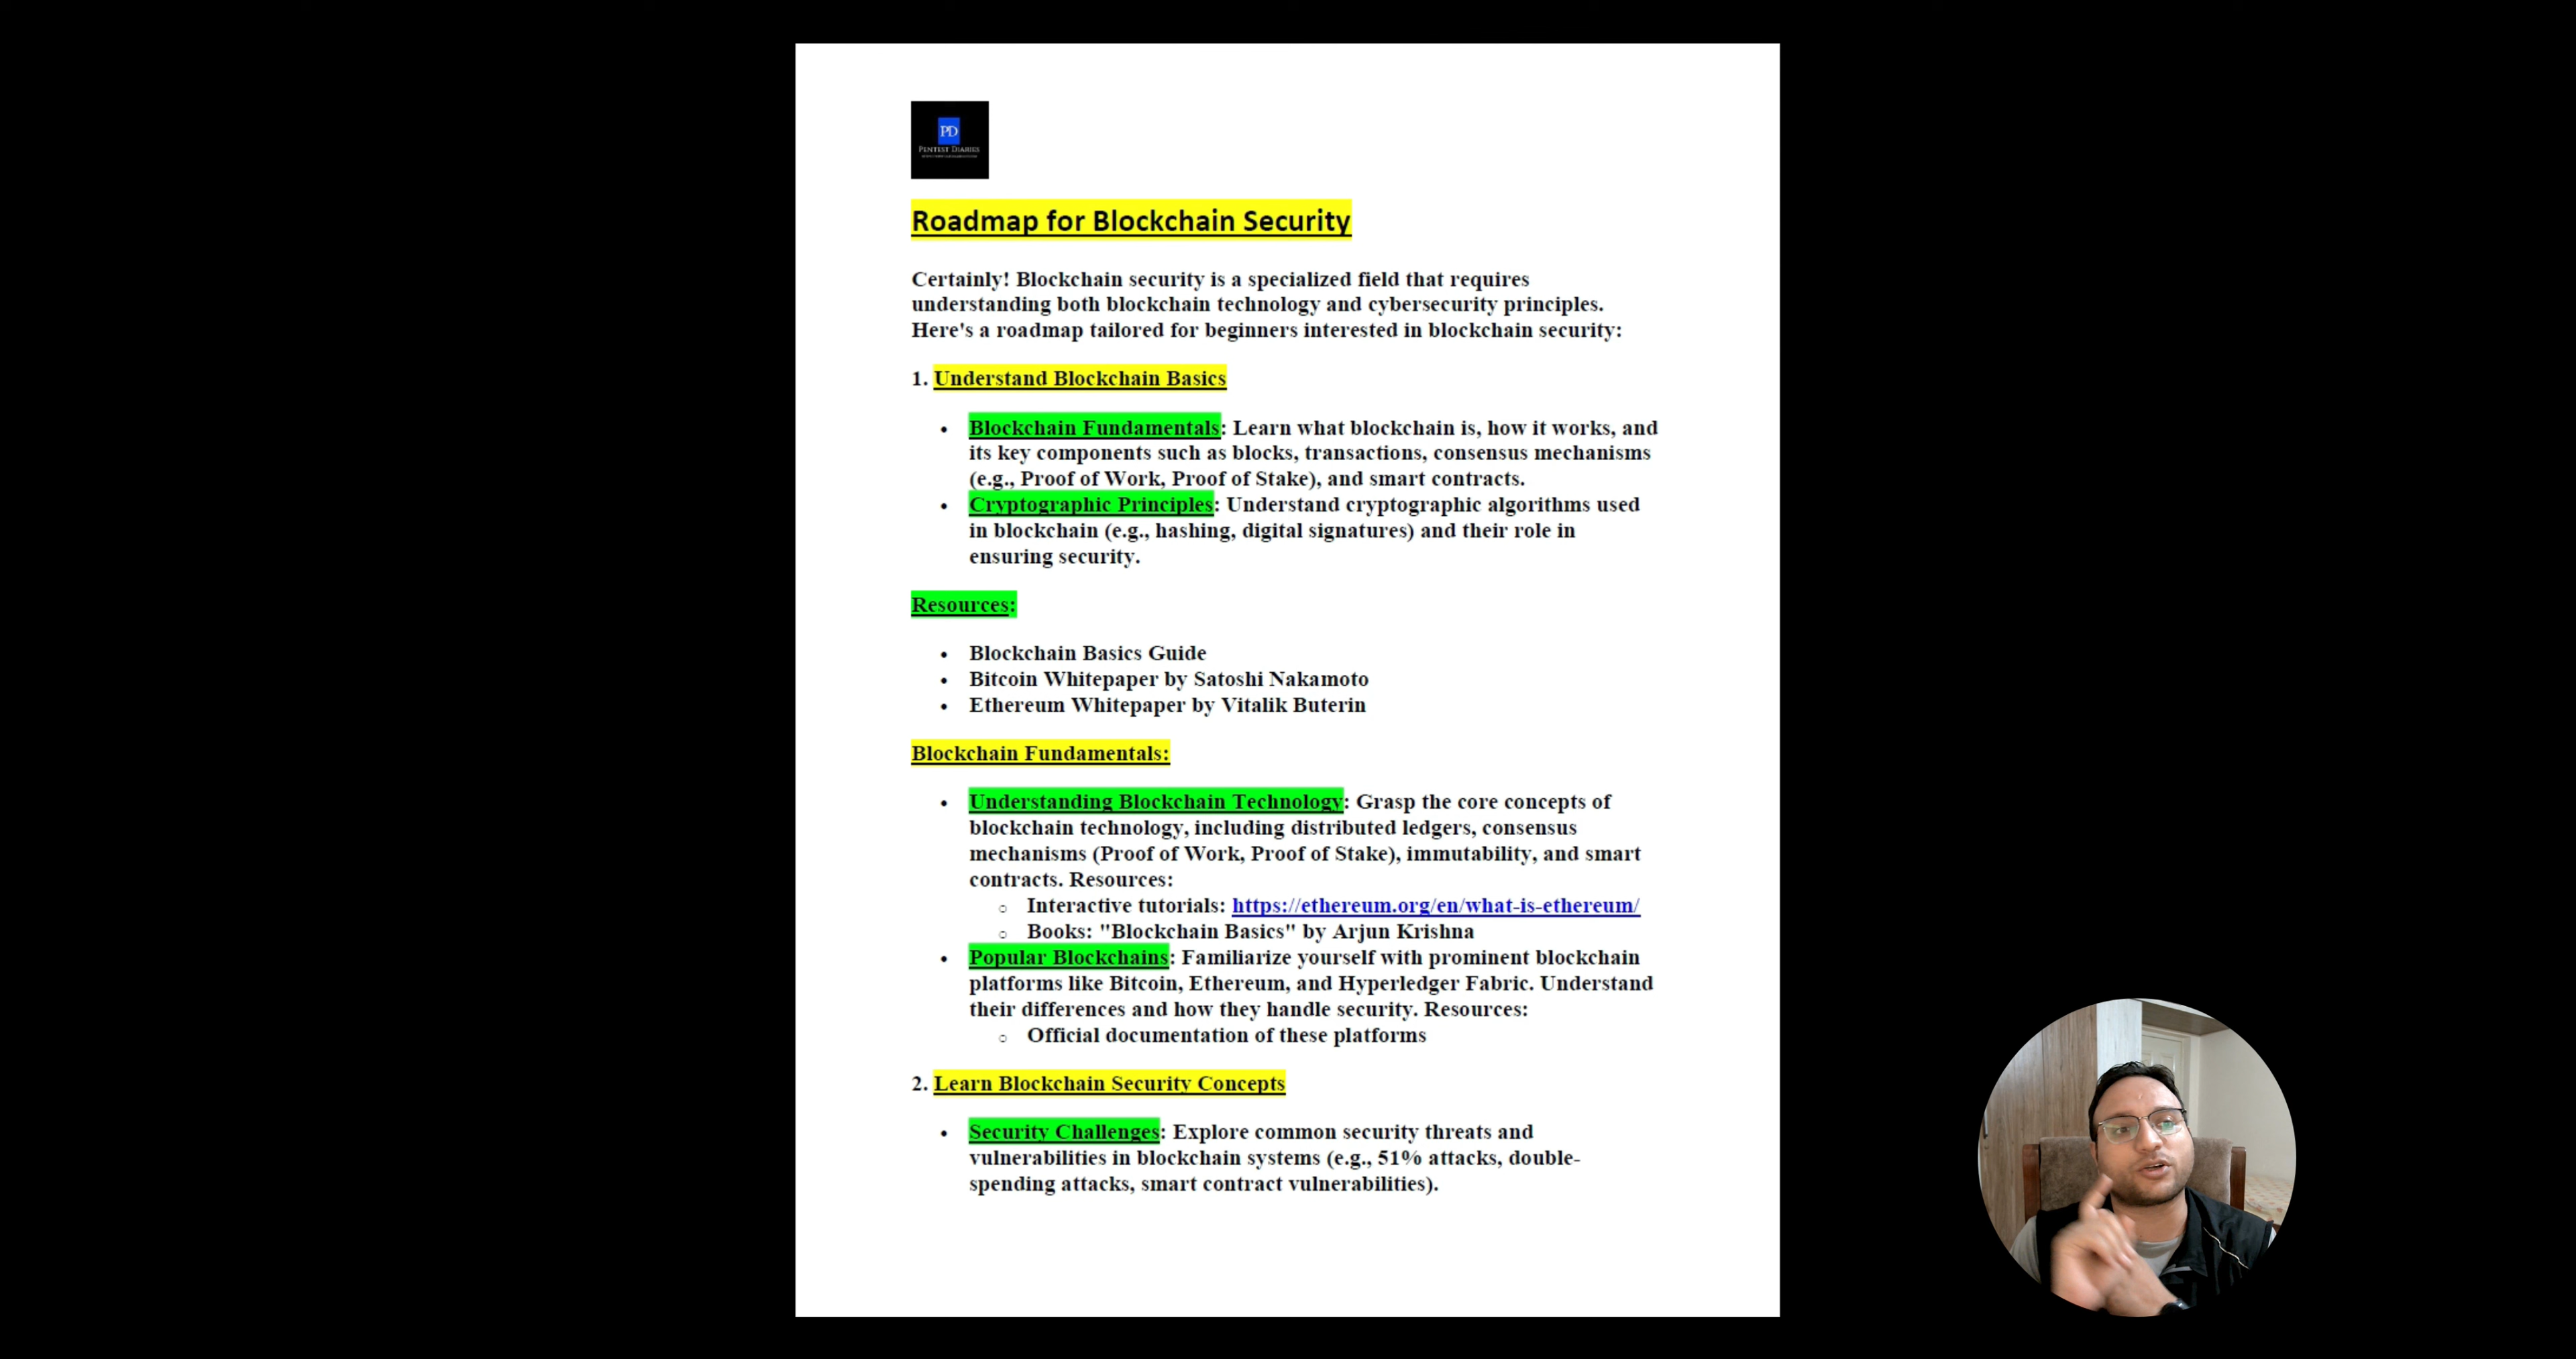 PD
PENTEST DIARIES
Roadmap for Blockchain Security
Certainly! Blockchain security is a specialized field that requires
understanding both blockchain technology and cybersecurity principles.
Here's a roadmap tailored for beginners interested in blockchain security:
1. Understand Blockchain Basics
• Blockchain Fundamentals: Learn what blockchain is, how it works, and
its key components such as blocks, transactions, consensus mechanisms
(e.g., Proof of Work, Proof of Stake), and smart contracts.
• Cryptographic Principles: Understand cryptographic algorithms used
in blockchain (e.g., hashing, digital signatures) and their role in
ensuring security.
Resources:
• Blockchain Basics Guide
• Bitcoin Whitepaper by Satoshi Nakamoto
• Ethereum Whitepaper by Vitalik Buterin
Blockchain Fundamentals:
• Understanding Blockchain Technology: Grasp the core concepts of
blockchain technology, including distributed ledgers, consensus
mechanisms (Proof of Work, Proof of Stake), immutability, and smart
contracts. Resources:
○ Interactive tutorials: https://ethereum.org/en/what-is-ethereum/
○ Books: "Blockchain Basics" by Arjun Krishna
• Popular Blockchains: Familiarize yourself with prominent blockchain
platforms like Bitcoin, Ethereum, and Hyperledger Fabric. Understand
their differences and how they handle security. Resources:
○ Official documentation of these platforms
2. Learn Blockchain Security Concepts
• Security Challenges: Explore common security threats and
vulnerabilities in blockchain systems (e.g., 51% attacks, double-
spending attacks, smart contract vulnerabilities).